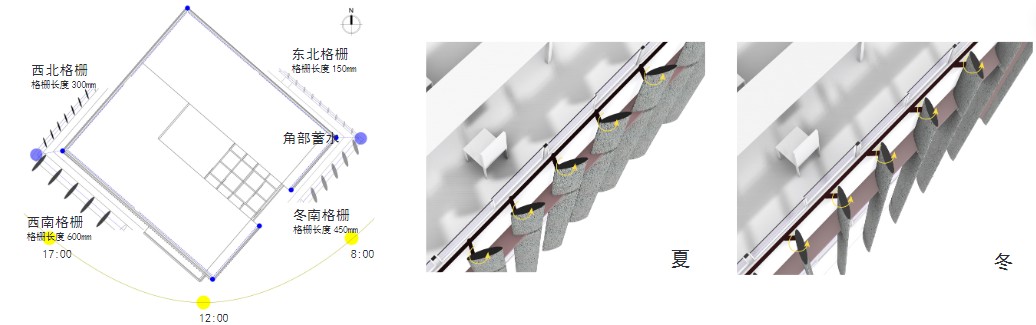 N
东北格栅
格栅长度 150mm
西北格栅
格栅长度 300mm
角部蓄水
西南格栅
格栅长度 600mm
冬南格栅
格栅长度 450mm
17:00
8:00
12:00
夏
冬